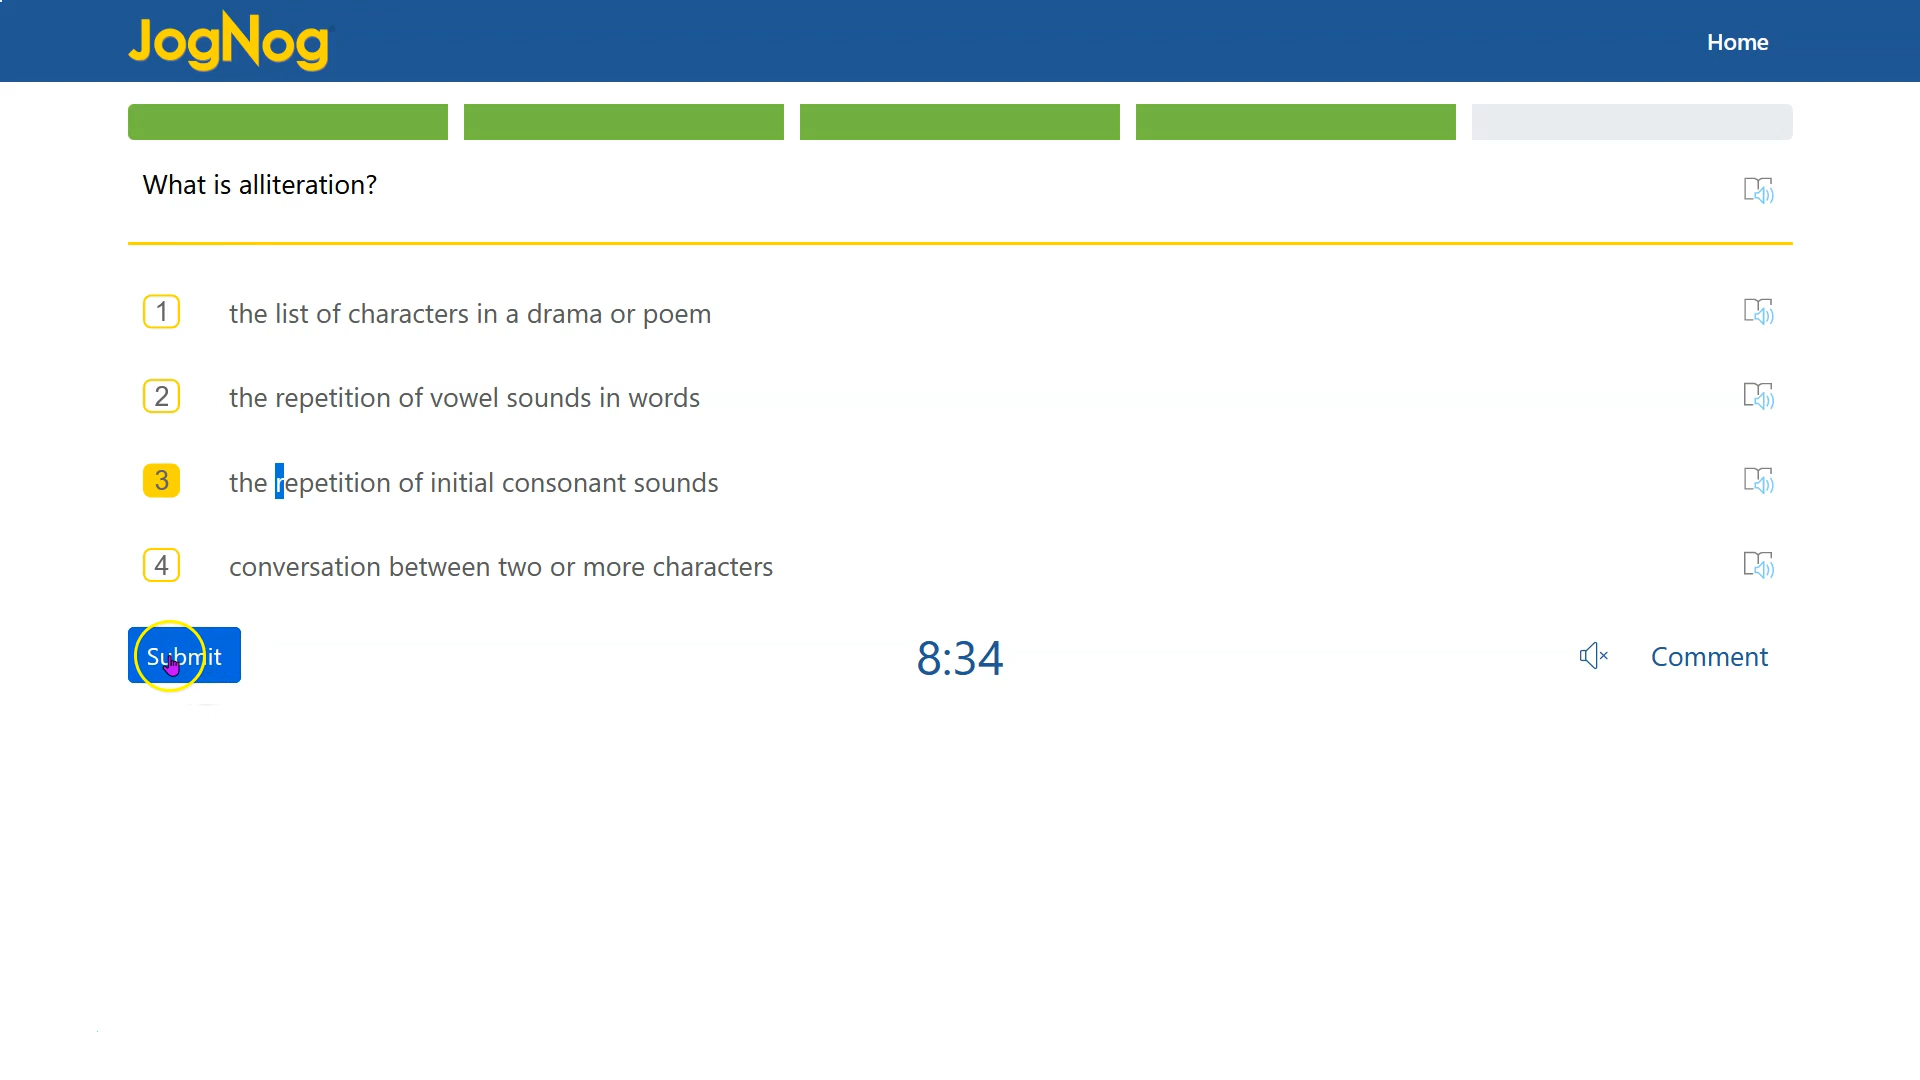 JogNog
Home
What is alliteration?
1 the list of characters in a drama or poem
2 the repetition of vowel sounds in words
3 the repetition of initial consonant sounds
4 conversation between two or more characters
Submit 8:34 Comment